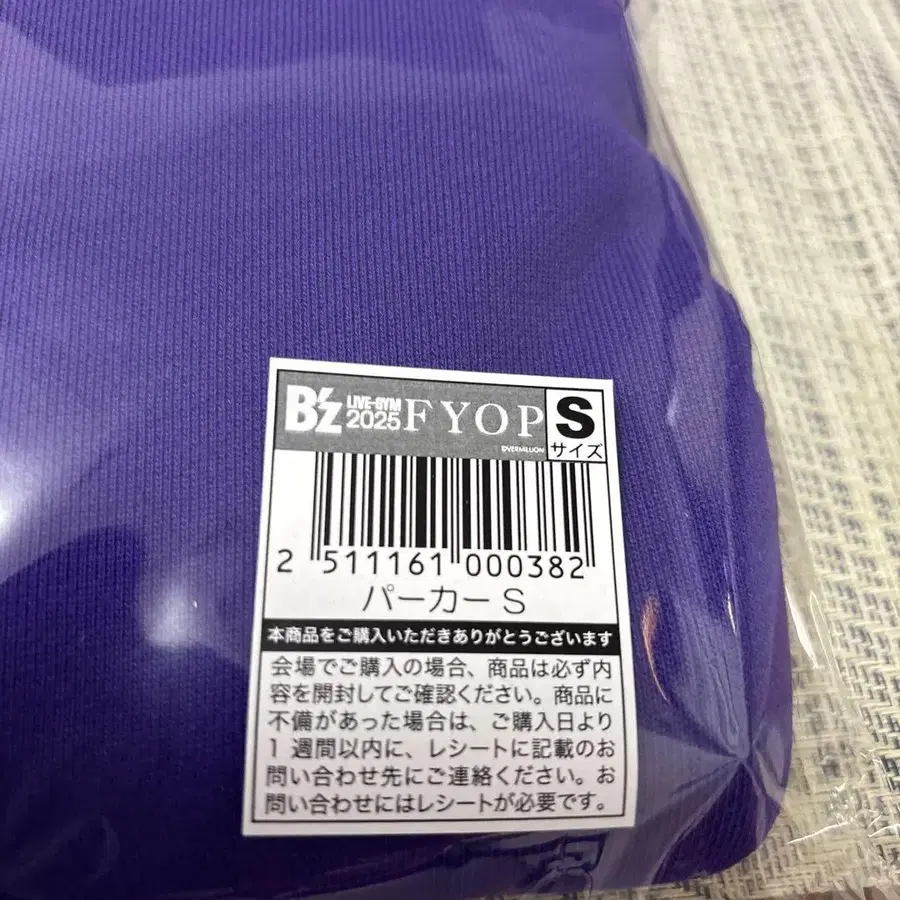 B'z LIVE-GYM 2025 FYOP S
©VERMILLION サイズ
2 511161 000382
パーカー S
本商品をご購入いただきありがとうございます
会場でご購入の場合、商品は必ず内
容を開封してご確認ください。商品に
不備があった場合は、ご購入日より
1週間以内に、レシートに記載のお
問い合わせ先にご連絡ください。お
問い合わせにはレシートが必要です。